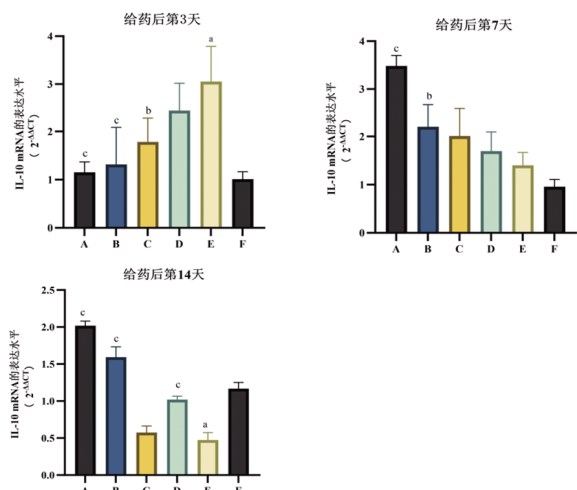 给药后第3天
IL-10 mRNA的表达水平
( 2-ΔΔCT)
4
3
2
1
0
c
c
b
a
A B C D E F
给药后第7天
IL-10 mRNA的表达水平
( 2-ΔΔCT)
4
3
2
1
0
c
b
A B C D E F
给药后第14天
IL-10 mRNA的表达水平
( 2-ΔΔCT)
2.5
2.0
1.5
1.0
0.5
0.0
c
c
c
a
A B C D E F